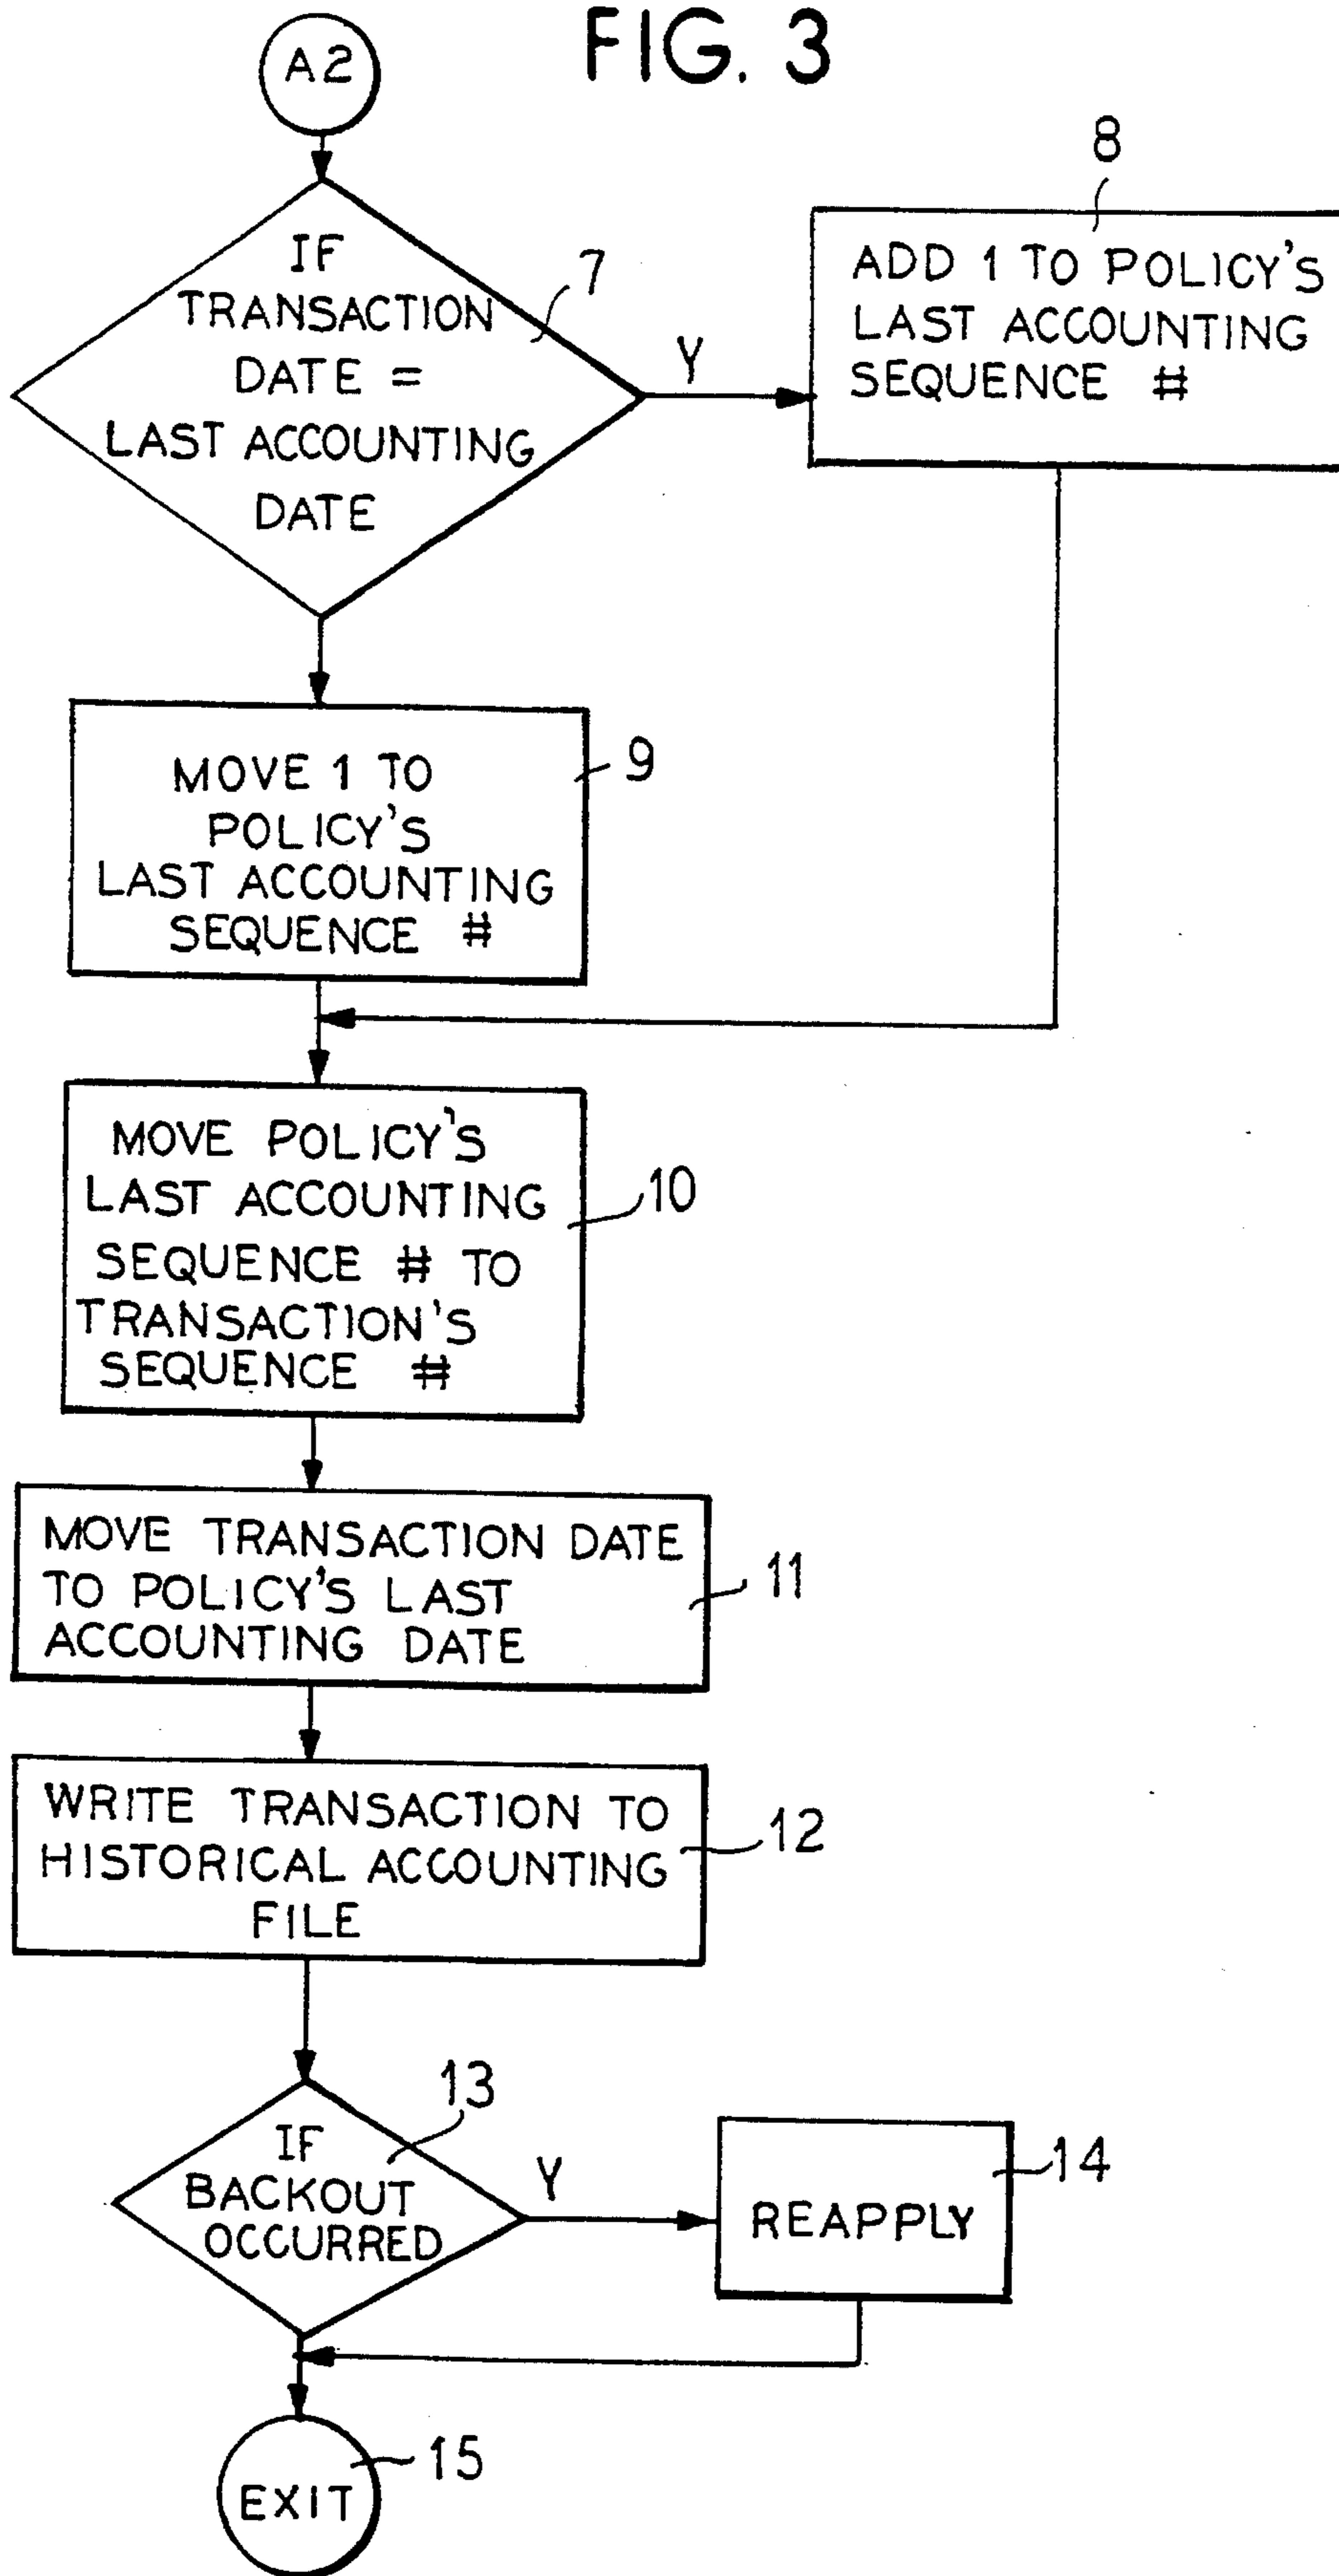 FIG. 3
A2
IF
TRANSACTION
DATE =
LAST ACCOUNTING
DATE
7
Y
8
ADD 1 TO POLICY'S
LAST ACCOUNTING
SEQUENCE #
MOVE 1 TO
POLICY'S
LAST ACCOUNTING
SEQUENCE #
9
MOVE POLICY'S
LAST ACCOUNTING
SEQUENCE # TO
TRANSACTION'S
SEQUENCE #
10
MOVE TRANSACTION DATE
TO POLICY'S LAST
ACCOUNTING DATE
11
WRITE TRANSACTION TO
HISTORICAL ACCOUNTING
FILE
12
IF
BACKOUT
OCCURRED
13
Y
REAPPLY
14
EXIT
15